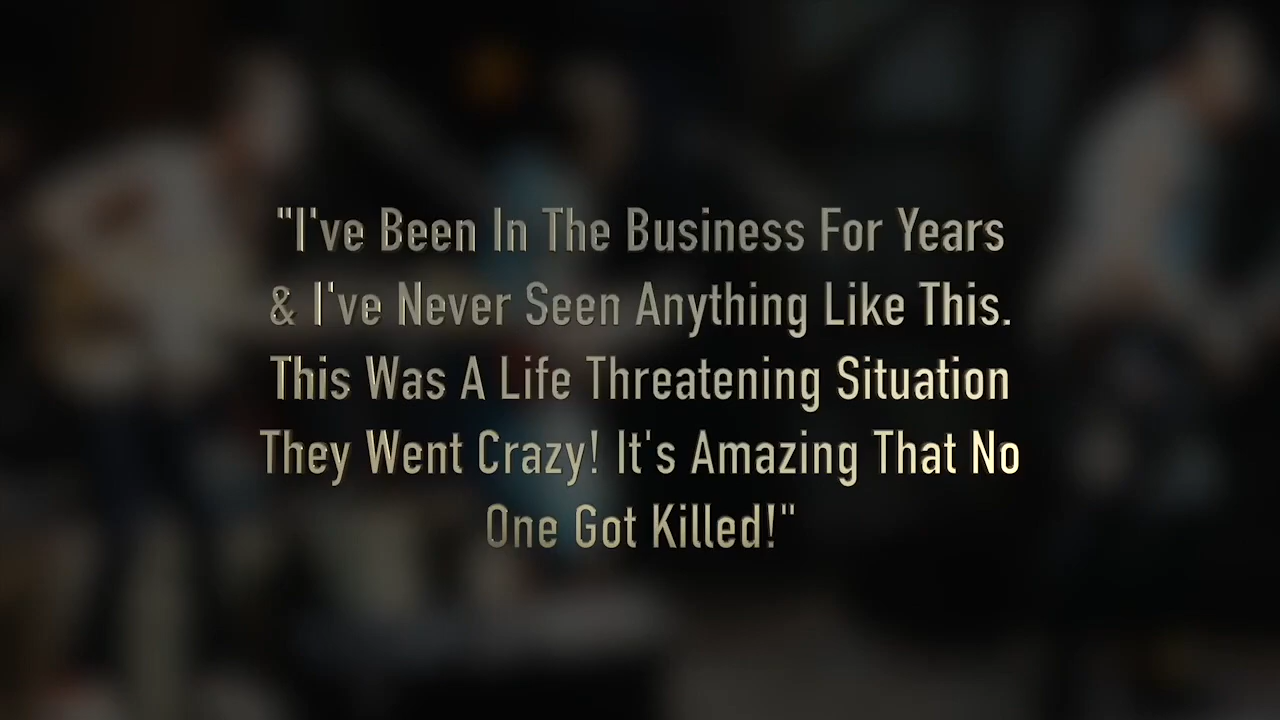 "I've Been In The Business For Years
& I've Never Seen Anything Like This.
This Was A Life Threatening Situation
They Went Crazy! It's Amazing That No
One Got Killed!"